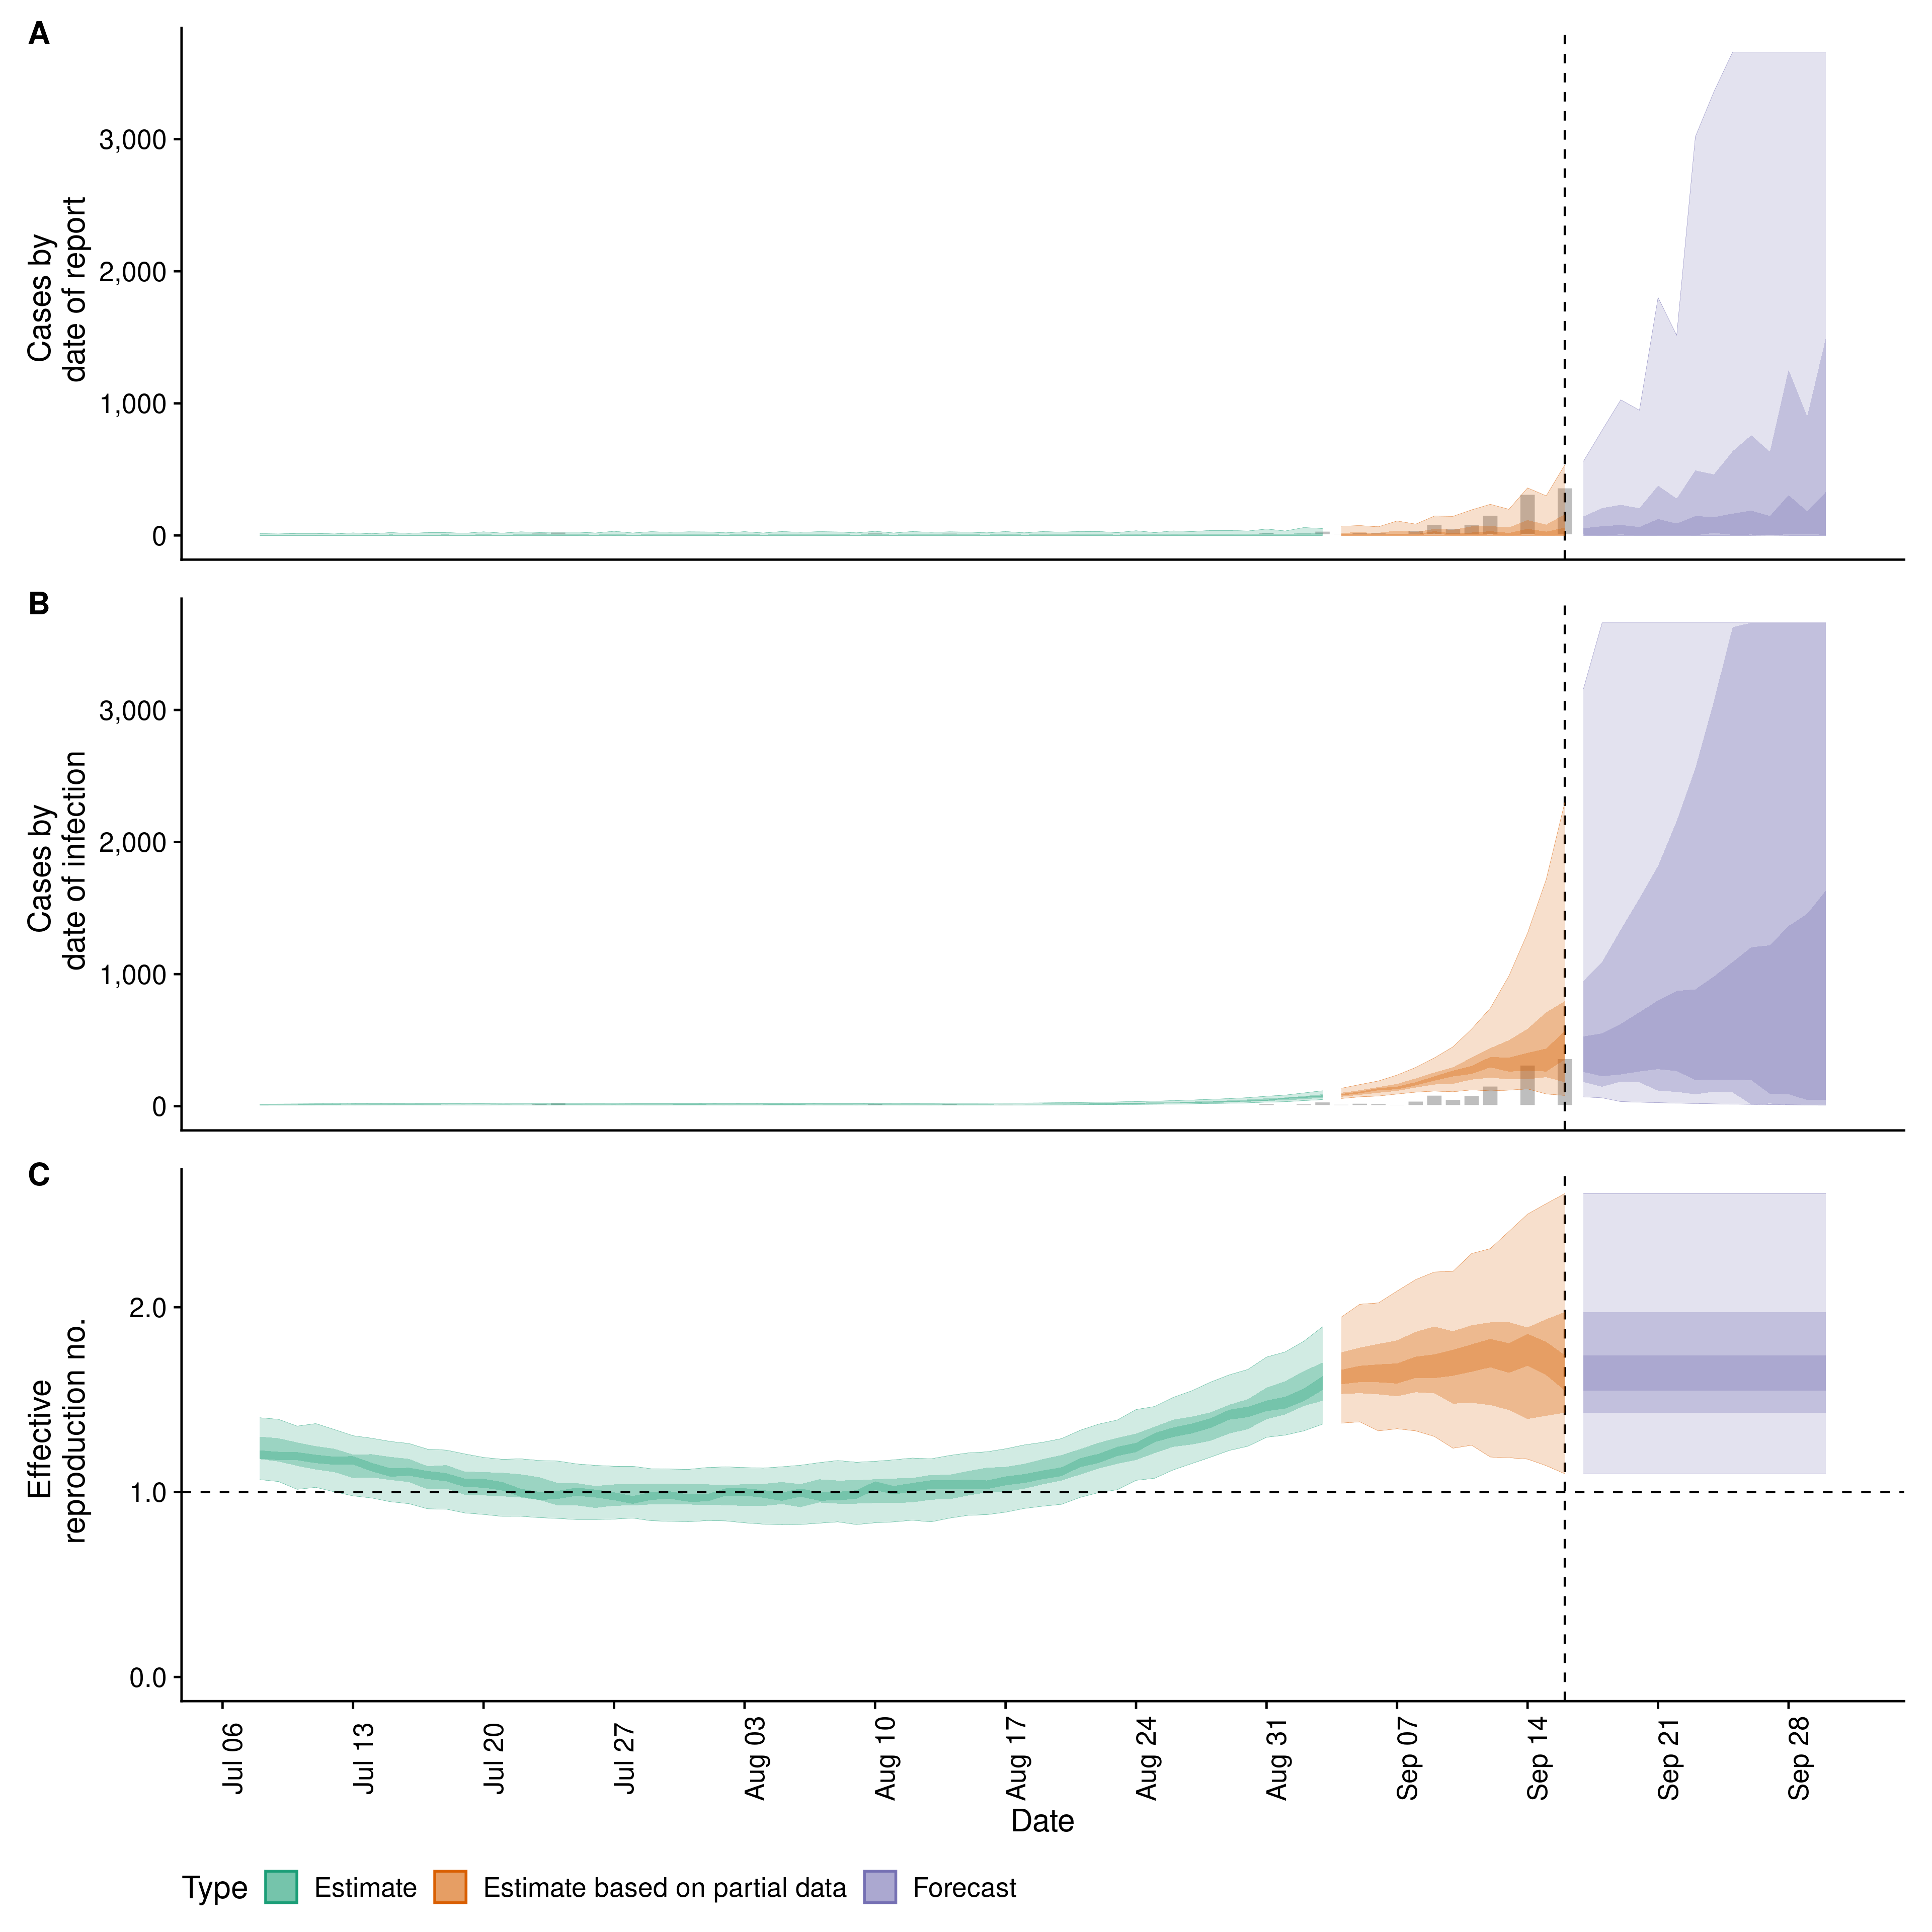 A
Cases by
date of report
3,000
2,000
1,000
0
B
Cases by
date of infection
3,000
2,000
1,000
0
C
Effective
reproduction no.
2.0
1.0
0.0
Jul 06
Jul 13
Jul 20
Jul 27
Aug 03
Aug 10
Aug 17
Aug 24
Aug 31
Sep 07
Sep 14
Sep 21
Sep 28
Date
Type Estimate Estimate based on partial data Forecast